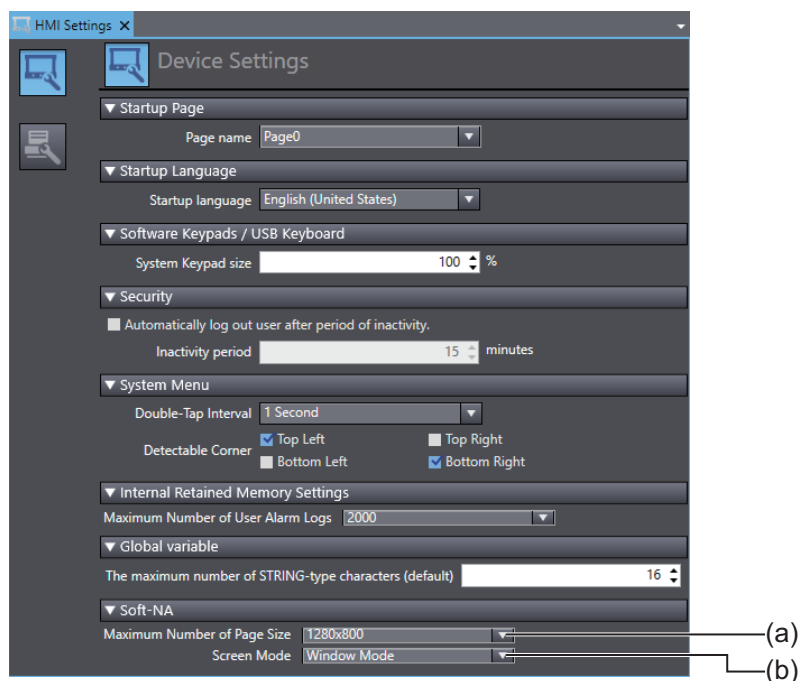 HMI Settings
Device Settings
Startup Page
Page name Page0
Startup Language
Startup language English (United States)
Software Keypads / USB Keyboard
System Keypad size 100 %
Security
Automatically log out user after period of inactivity.
Inactivity period 15 minutes
System Menu
Double-Tap Interval 1 Second
Detectable Corner
Top Left Top Right
Bottom Left Bottom Right
Internal Retained Memory Settings
Maximum Number of User Alarm Logs 2000
Global variable
The maximum number of STRING-type characters (default) 16
Soft-NA
Maximum Number of Page Size 1280x800 (a)
Screen Mode Window Mode (b)